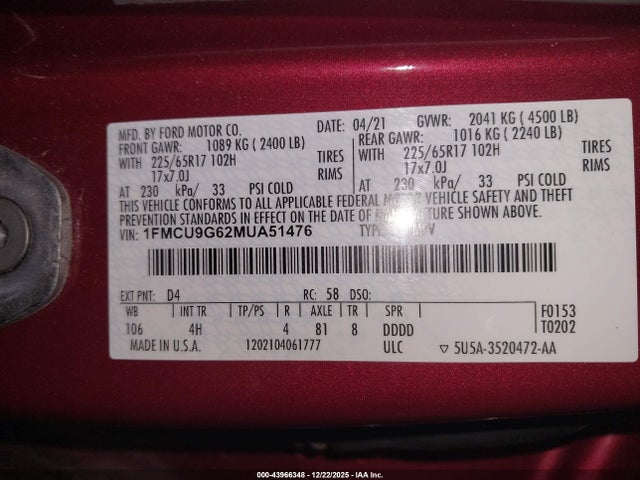 MFD. BY FORD MOTOR CO. DATE: 04/21 GVWR: 2041 KG ( 4500 LB)
FRONT GAWR: 1089 KG ( 2400 LB) REAR GAWR: 1016 KG ( 2240 LB)
WITH 225/65R17 102H TIRES WITH 225/65R17 102H TIRES
17x7.0J RIMS 17x7.0J RIMS
AT 230 kPa/ 33 PSI COLD AT 230 kPa/ 33 PSI COLD
THIS VEHICLE CONFORMS TO ALL APPLICABLE FEDERAL MOTOR VEHICLE SAFETY AND THEFT
PREVENTION STANDARDS IN EFFECT ON THE DATE OF MANUFACTURE SHOWN ABOVE.
VIN: 1FMCU9G62MUA51476 TYPE:
EXT PNT: D4 RC: 58 DSO:
WB INT TR TP/PS R AXLE TR SPR F0153
106 4H 4 81 8 DDDD T0202
MADE IN U.S.A. 1202104061777 ULC ▽ 5U5A-3520472-AA
000-43966348 - 12/22/2025 - IAA Inc.